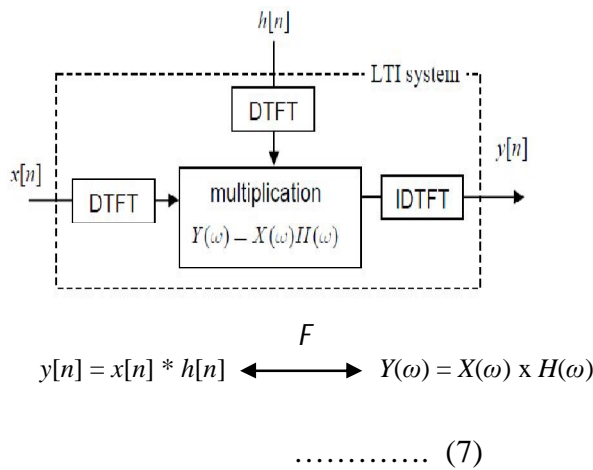 h[n]
LTI system
DTFT
y[n]
x[n]
DTFT
multiplication
IDTFT
Y(ω) – X(ω)H(ω)
F
y[n] = x[n] * h[n] Y(ω) = X(ω) x H(ω)
…………. (7)